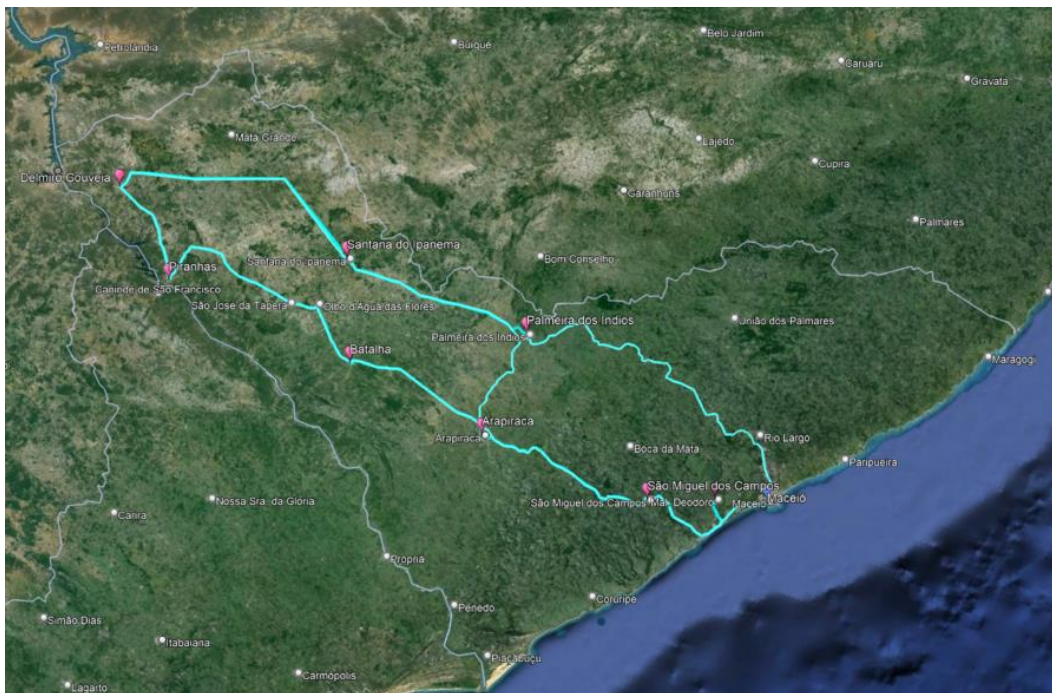 Petrolândia
Buíque
Belo Jardim
Caruaru
Gravatá
Mata Grande
Lajedo
Cupira
Delmiro Gouveia
Garanhuns
Palmares
Santana do Ipanema
Santana do Ipanema
Bom Conselho
Piranhas
Canindé de São Francisco
São José da Tapera
Olho d'Água das Flores
Palmeira dos Índios
Palmeira dos Índios
União dos Palmares
Batalha
Maragogi
Arapiraca
Arapiraca
Boca da Mata
Rio Largo
Paripueira
São Miguel dos Campos
São Miguel dos Campos
Mal. Deodoro
Maceió
Maceió
Nossa Sra. da Glória
Carira
Propriá
Coruripe
Penedo
Simão Dias
Itabaiana
Piaçabuçu
Carmópolis
Lagarto